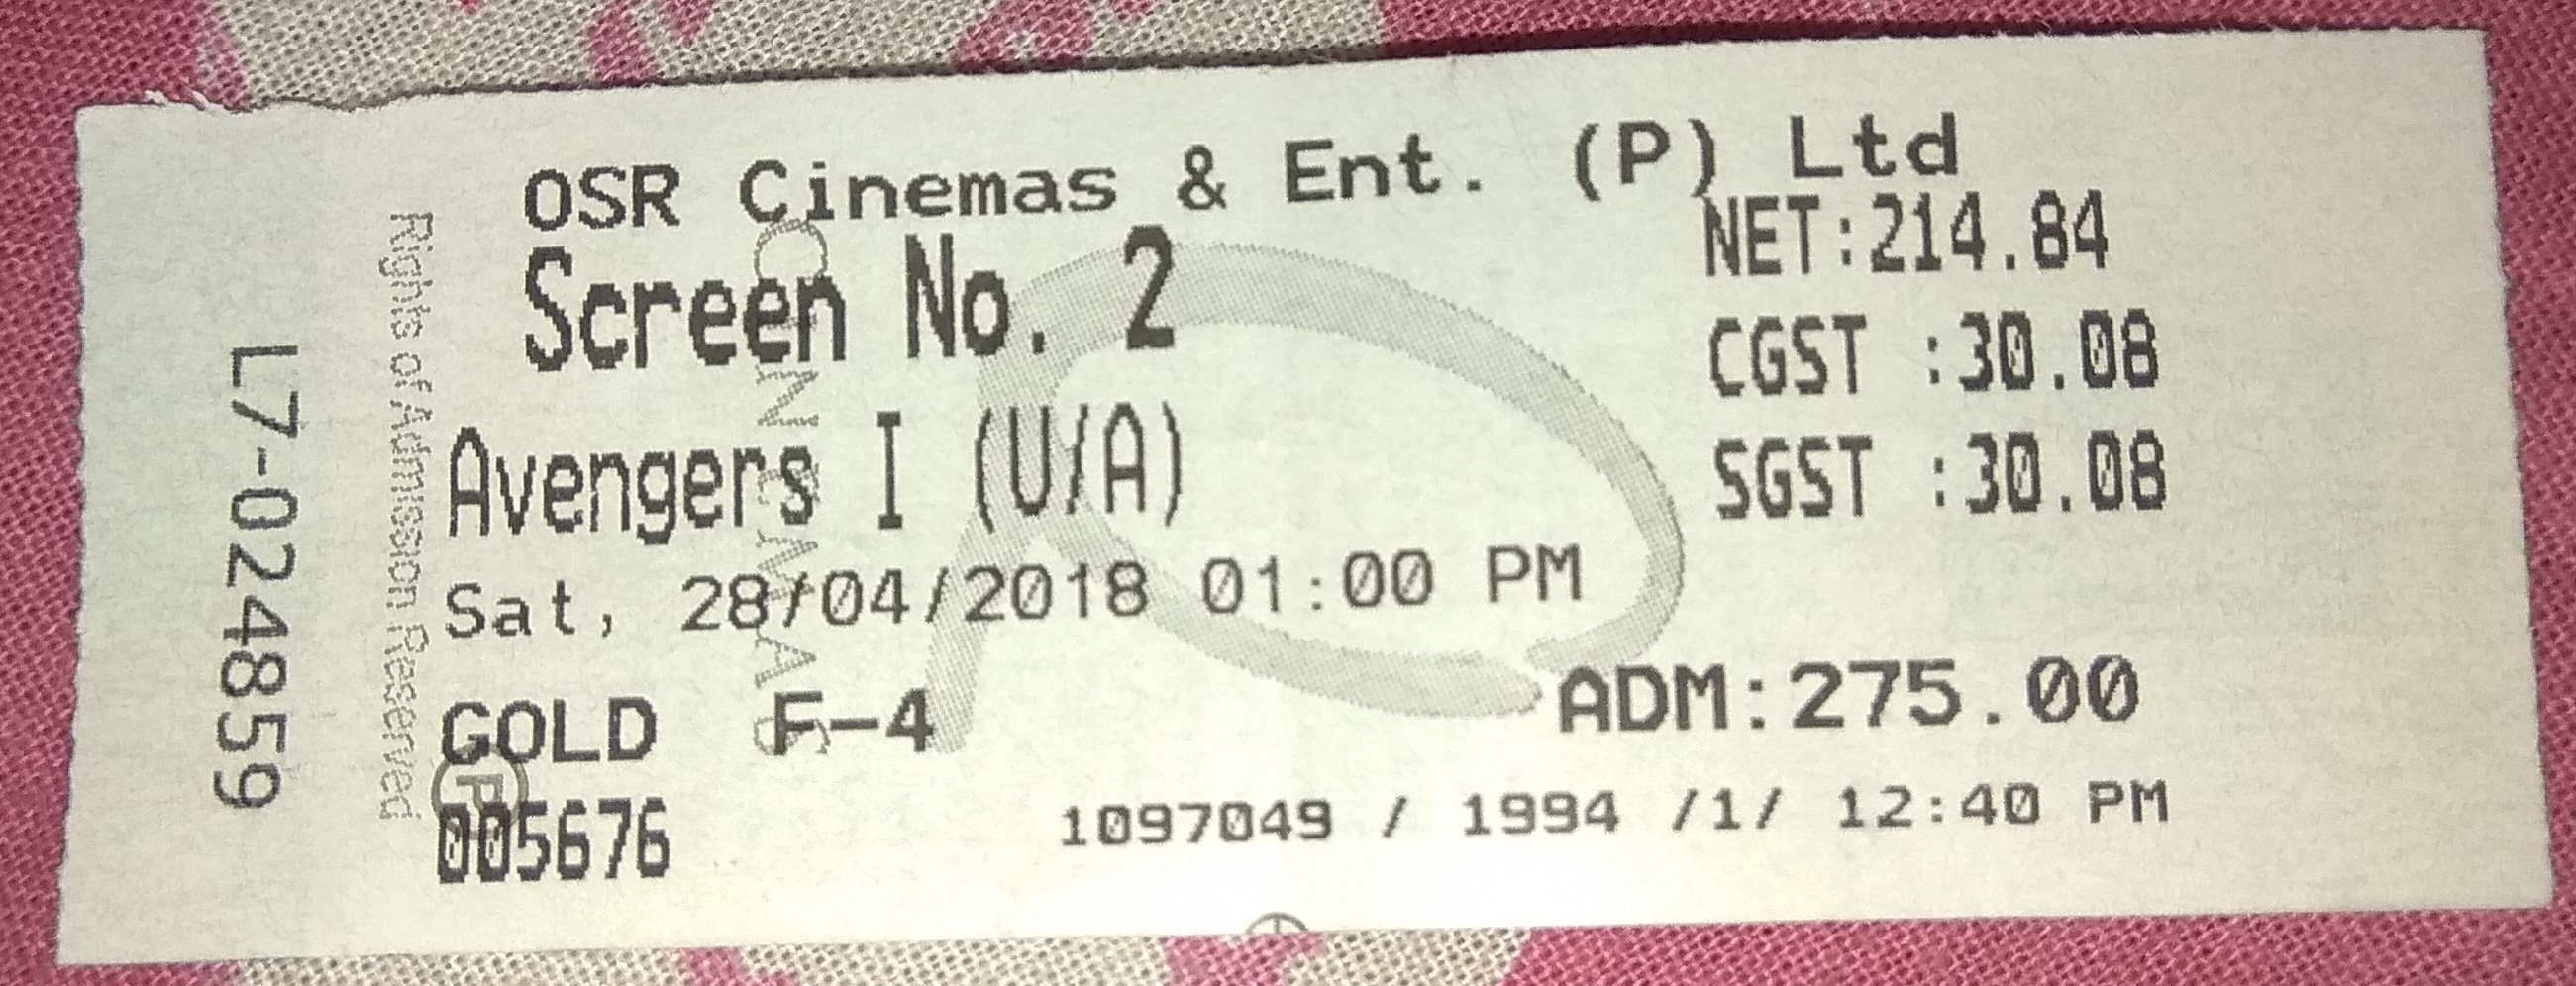 OSR Cinemas & Ent. (P) Ltd
Screen No. 2
NET:214.84
CGST :30.08
SGST :30.08
Avengers I (U/A)
Sat, 28/04/2018 01:00 PM
GOLD F-4
ADM:275.00
005676
1097049 / 1994 /1/ 12:40 PM
L7-024859
Rights of Admission Reserved
CINEMAS